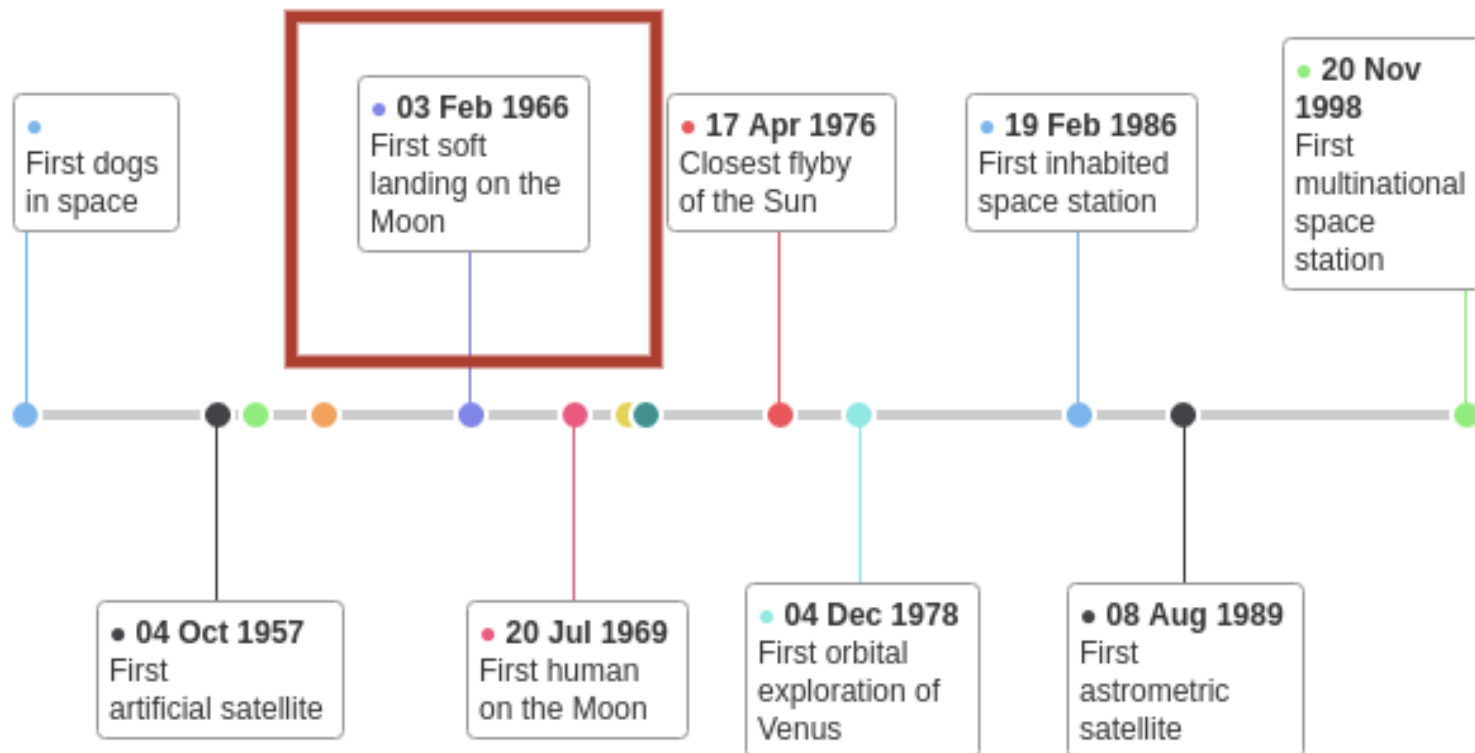 First dogs
in space
03 Feb 1966
First soft
landing on the
Moon
17 Apr 1976
Closest flyby
of the Sun
19 Feb 1986
First inhabited
space station
20 Nov
1998
First
multinational
space
station
04 Oct 1957
First
artificial satellite
20 Jul 1969
First human
on the Moon
04 Dec 1978
First orbital
exploration of
Venus
08 Aug 1989
First
astrometric
satellite